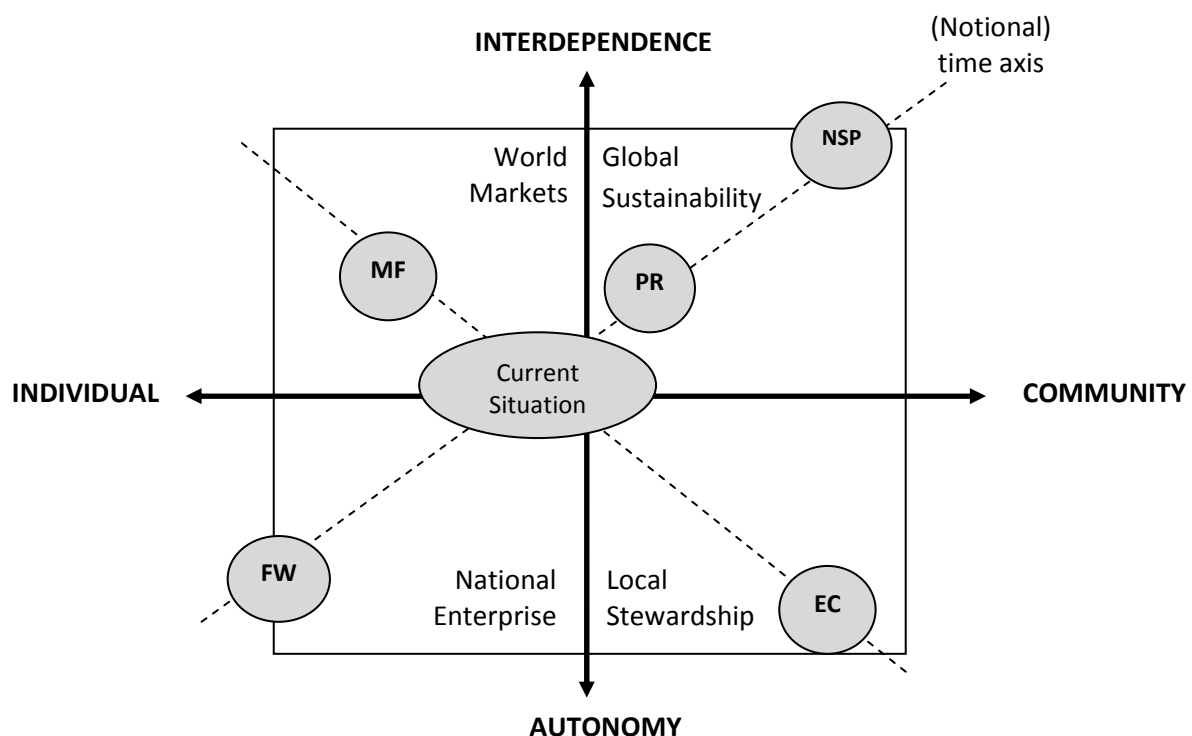 (Notional)
time axis
INTERDEPENDENCE
NSP
World
Markets
Global
Sustainability
MF
PR
Current
Situation
INDIVIDUAL
COMMUNITY
FW
National
Enterprise
Local
Stewardship
EC
AUTONOMY